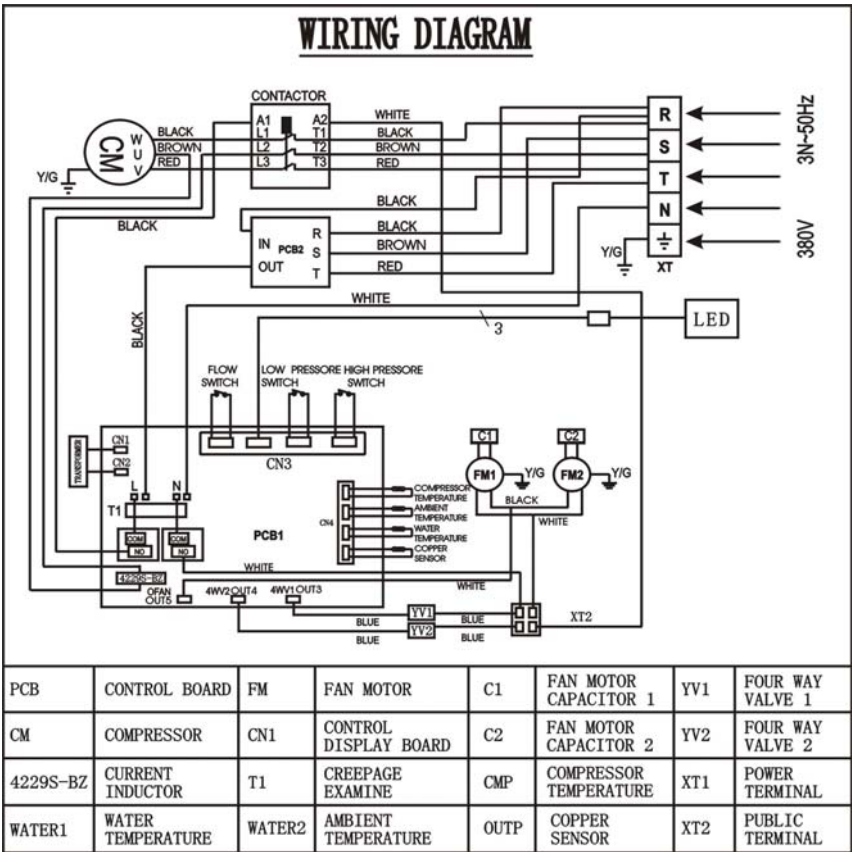 WIRING DIAGRAM
CONTACTOR
A1
A2
WHITE
L1
T1
BLACK
BLACK
L2
T2
BROWN
BROWN
L3
T3
RED
RED
CM
W
U
V
Y/G
R
S
T
N
XT
Y/G
3N~50Hz
380V
BLACK
BLACK
IN
OUT
PCB2
R
S
T
BLACK
BROWN
RED
WHITE
BLACK
3
LED
FLOW
SWITCH
LOW PRESSORE
SWITCH
HIGH PRESSORE
SWITCH
CN3
TRANSFORMER
CN1
CN2
L
N
T1
COM
NO
COM
NO
PCB1
CN4
COMPRESSOR
TEMPERATURE
AMBIENT
TEMPERATURE
WATER
TEMPERATURE
COPPER
SENSOR
C1
C2
FM1
Y/G
FM2
Y/G
BLACK
WHITE
WHITE
4229S-BZ
OFAN
OUT5
4WV2 OUT4
4WV1 OUT3
WHITE
BLUE
YV1
BLUE
BLUE
YV2
BLUE
XT2
PCB CONTROL BOARD FM FAN MOTOR C1 FAN MOTOR CAPACITOR 1 YV1 FOUR WAY VALVE 1
CM COMPRESSOR CN1 CONTROL DISPLAY BOARD C2 FAN MOTOR CAPACITOR 2 YV2 FOUR WAY VALVE 2
4229S-BZ CURRENT INDUCTOR T1 CREEPAGE EXAMINE CMP COMPRESSOR TEMPERATURE XT1 POWER TERMINAL
WATER1 WATER TEMPERATURE WATER2 AMBIENT TEMPERATURE OUTP COPPER SENSOR XT2 PUBLIC TERMINAL